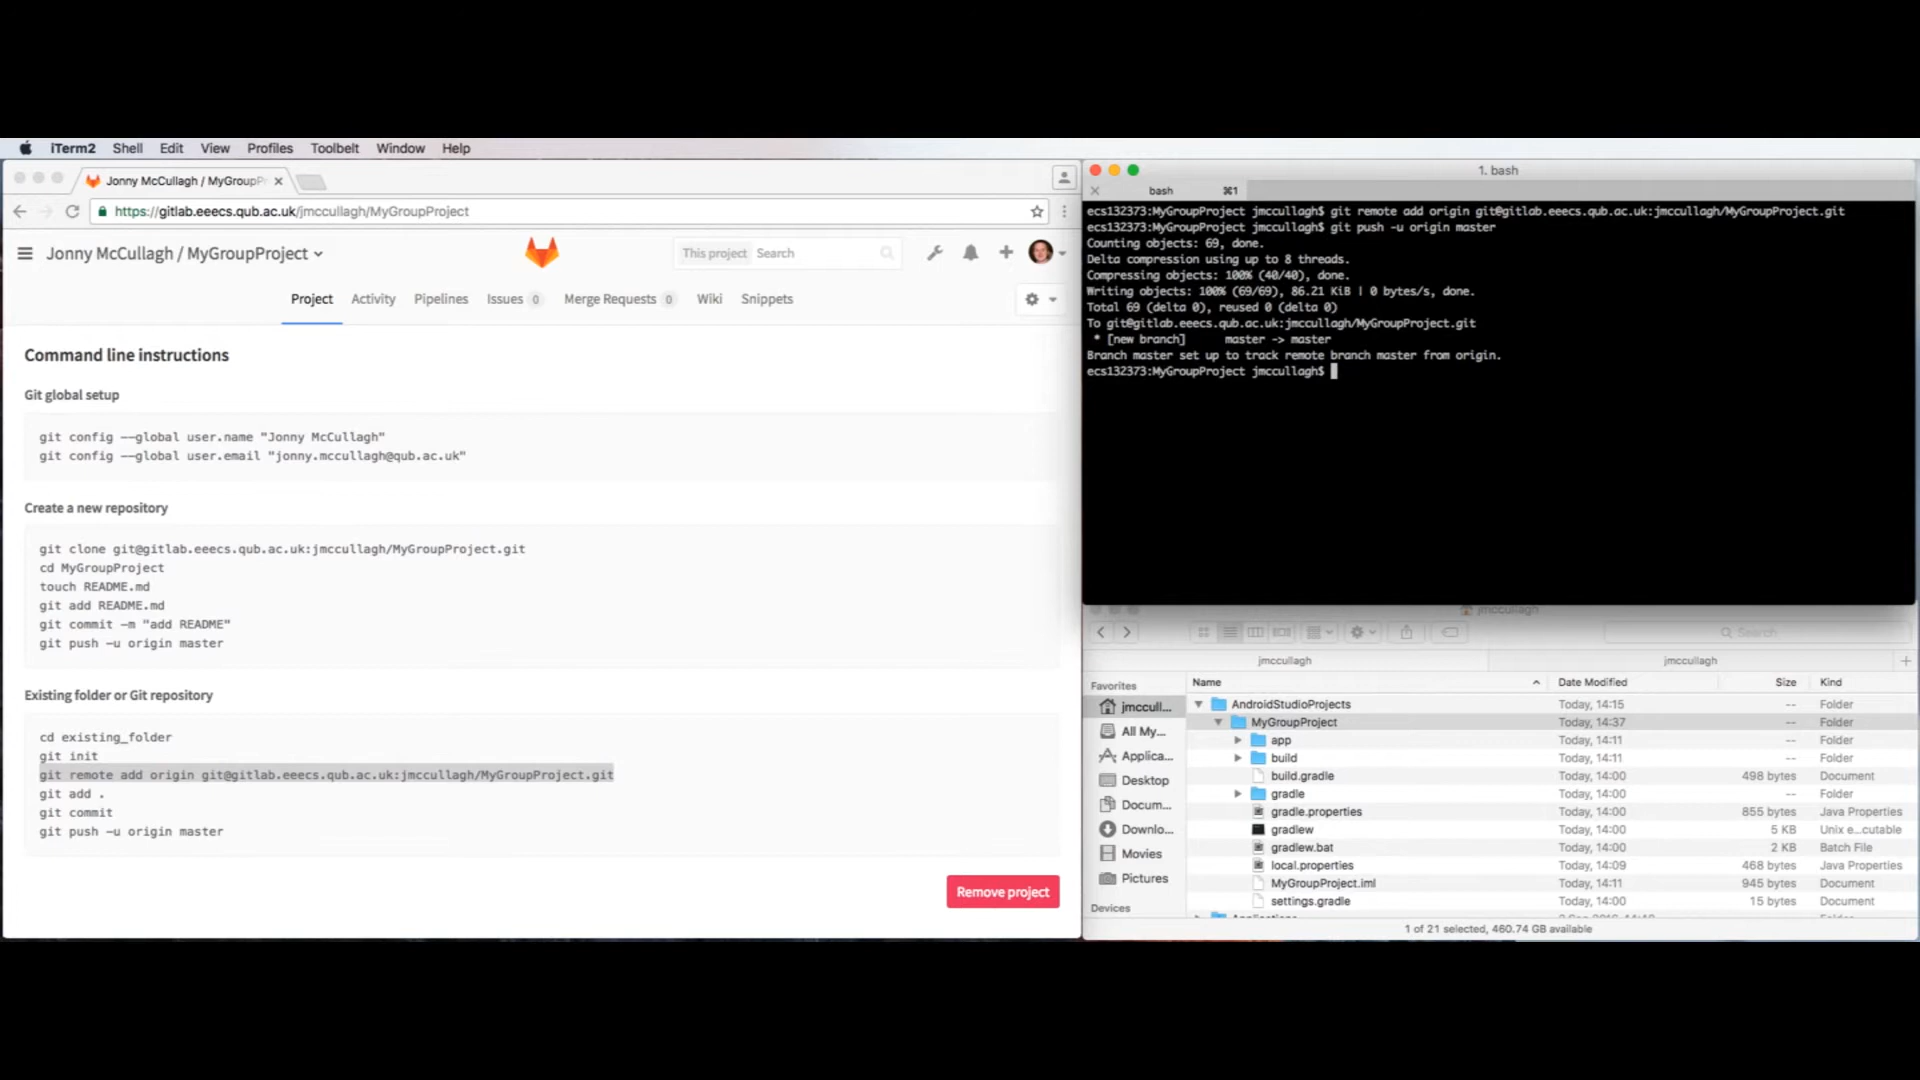 iTerm2 Shell Edit View Profiles Toolbelt Window Help
Jonny McCullagh / MyGroupP
https://gitlab.eeecs.qub.ac.uk/jmccullagh/MyGroupProject
Jonny McCullagh / MyGroupProject
This project Search
Project Activity Pipelines Issues 0 Merge Requests 0 Wiki Snippets
Command line instructions
Git global setup
git config --global user.name "Jonny McCullagh"
git config --global user.email "jonny.mccullagh@qub.ac.uk"
Create a new repository
git clone git@gitlab.eeecs.qub.ac.uk:jmccullagh/MyGroupProject.git
cd MyGroupProject
touch README.md
git add README.md
git commit -m "add README"
git push -u origin master
Existing folder or Git repository
cd existing_folder
git init
git remote add origin git@gitlab.eeecs.qub.ac.uk:jmccullagh/MyGroupProject.git
git add .
git commit
git push -u origin master
Remove project
1. bash
bash ⌘1
ecs132373:MyGroupProject jmccullagh$ git remote add origin git@gitlab.eeecs.qub.ac.uk:jmccullagh/MyGroupProject.git
ecs132373:MyGroupProject jmccullagh$ git push -u origin master
Counting objects: 69, done.
Delta compression using up to 8 threads.
Compressing objects: 100% (40/40), done.
Writing objects: 100% (69/69), 86.21 KiB | 0 bytes/s, done.
Total 69 (delta 0), reused 0 (delta 0)
To git@gitlab.eeecs.qub.ac.uk:jmccullagh/MyGroupProject.git
* [new branch] master -> master
Branch master set up to track remote branch master from origin.
ecs132373:MyGroupProject jmccullagh$
jmccullagh
Search
jmccullagh jmccullagh
Favorites
jmccull...
All My...
Applica...
Desktop
Docum...
Downlo...
Movies
Pictures
Devices
Name Date Modified Size Kind
AndroidStudioProjects Today, 14:15 -- Folder
MyGroupProject Today, 14:37 -- Folder
app Today, 14:11 -- Folder
build Today, 14:11 -- Folder
build.gradle Today, 14:00 498 bytes Document
gradle Today, 14:00 -- Folder
gradle.properties Today, 14:00 855 bytes Java Properties
gradlew Today, 14:00 5 KB Unix e...cutable
gradlew.bat Today, 14:00 2 KB Batch File
local.properties Today, 14:09 468 bytes Java Properties
MyGroupProject.iml Today, 14:11 945 bytes Document
settings.gradle Today, 14:00 15 bytes Document
1 of 21 selected, 460.74 GB available